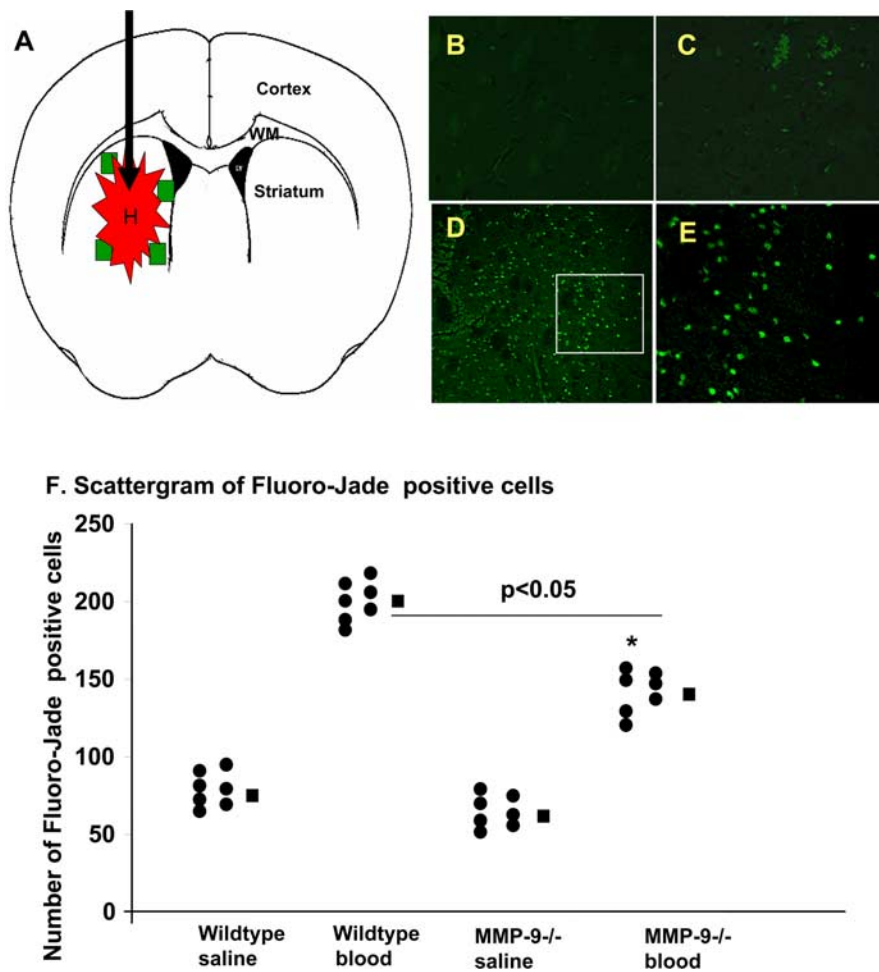 A
Cortex
WM
Striatum
H
B
C
D
E
F. Scattergram of Fluoro-Jade positive cells
Number of Fluoro-Jade positive cells
250
200
150
100
50
0
p<0.05
*
Wildtype
saline
Wildtype
blood
MMP-9-/-
saline
MMP-9-/-
blood